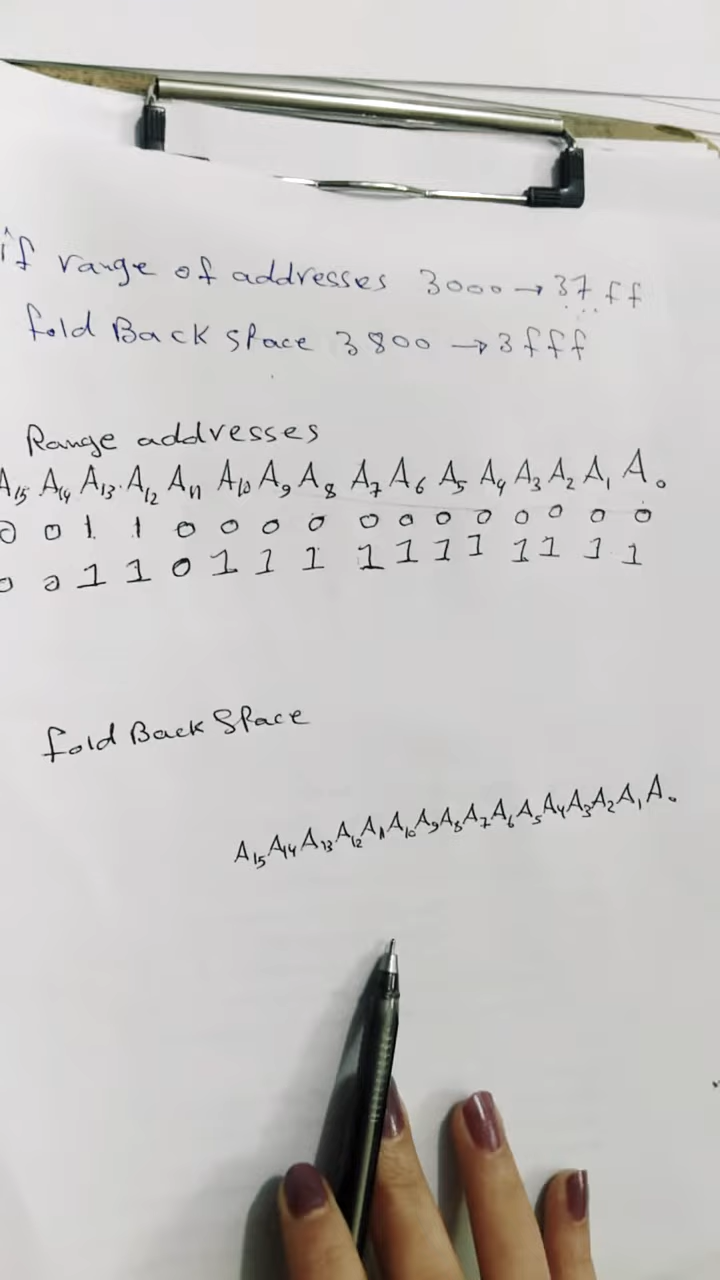 if range of addresses 3000 → 37ff
fold Back space 3800 → 3fff
Range addresses
A15 A14 A13 A12 A11 A10 A9 A8 A7 A6 A5 A4 A3 A2 A1 A0
0 0 1 1 0 0 0 0 0 0 0 0 0 0 0 0
0 0 1 1 0 1 1 1 1 1 1 1 1 1 1 1
fold Back Space
A15 A14 A13 A12 A11 A10 A9 A8 A7 A6 A5 A4 A3 A2 A1 A0